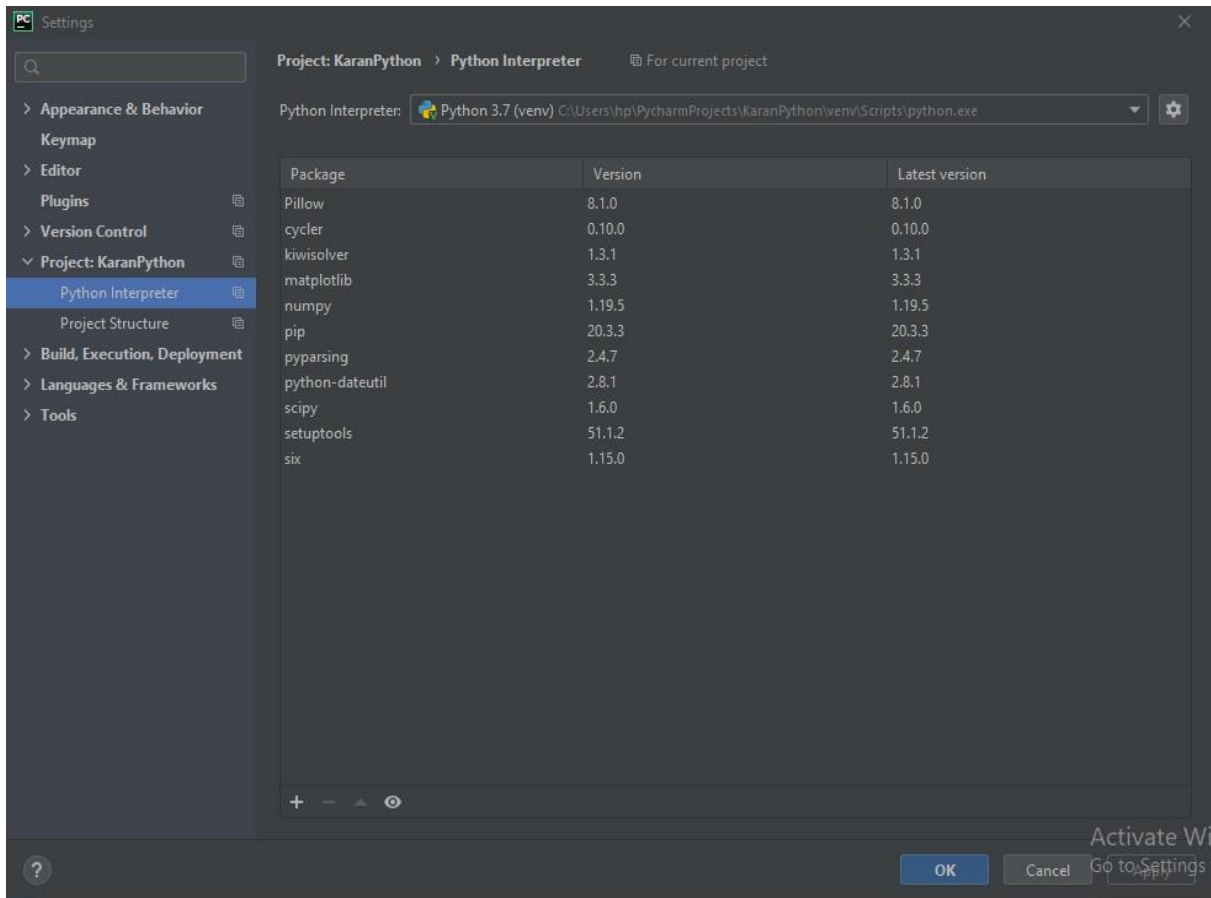 PC Settings
Project: KaranPython > Python Interpreter For current project
> Appearance & Behavior
Keymap
> Editor
Plugins
> Version Control
Project: KaranPython
Python Interpreter
Project Structure
> Build, Execution, Deployment
> Languages & Frameworks
> Tools
Python Interpreter: Python 3.7 (venv) C:\Users\hp\PycharmProjects\KaranPython\venv\Scripts\python.exe
Package Version Latest version
Pillow 8.1.0 8.1.0
cycler 0.10.0 0.10.0
kiwisolver 1.3.1 1.3.1
matplotlib 3.3.3 3.3.3
numpy 1.19.5 1.19.5
pip 20.3.3 20.3.3
pyparsing 2.4.7 2.4.7
python-dateutil 2.8.1 2.8.1
scipy 1.6.0 1.6.0
setuptools 51.1.2 51.1.2
six 1.15.0 1.15.0
Activate Wi
Go to Settings
? OK Cancel Apply